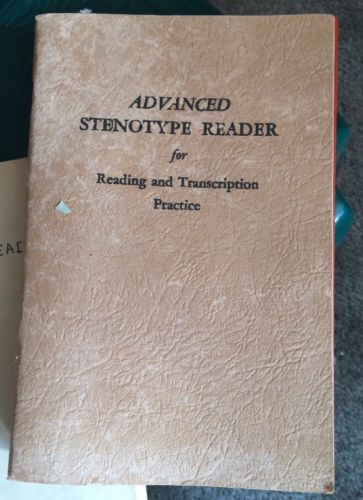 ADVANCED
STENOTYPE READER
for
Reading and Transcription
Practice